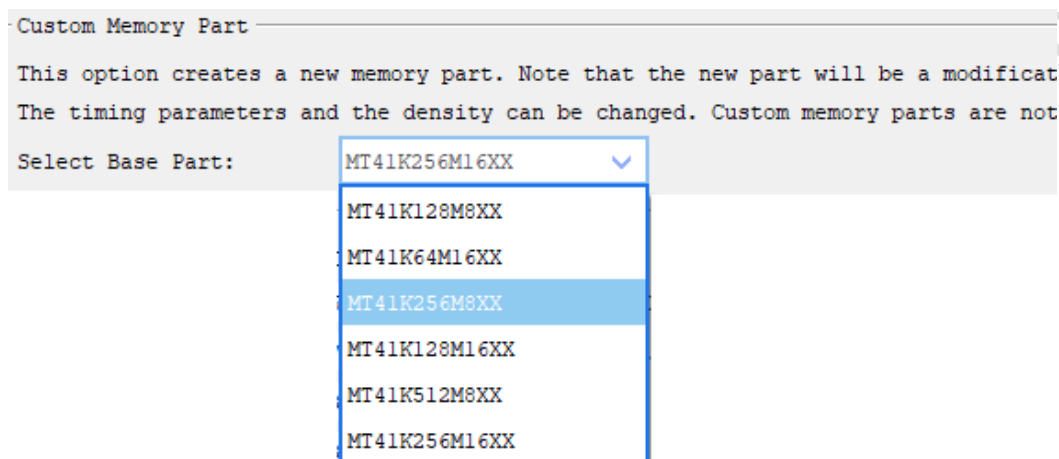 Custom Memory Part
This option creates a new memory part. Note that the new part will be a modificat
The timing parameters and the density can be changed. Custom memory parts are not
Select Base Part: MT41K256M16XX
MT41K128M8XX
MT41K64M16XX
MT41K256M8XX
MT41K128M16XX
MT41K512M8XX
MT41K256M16XX